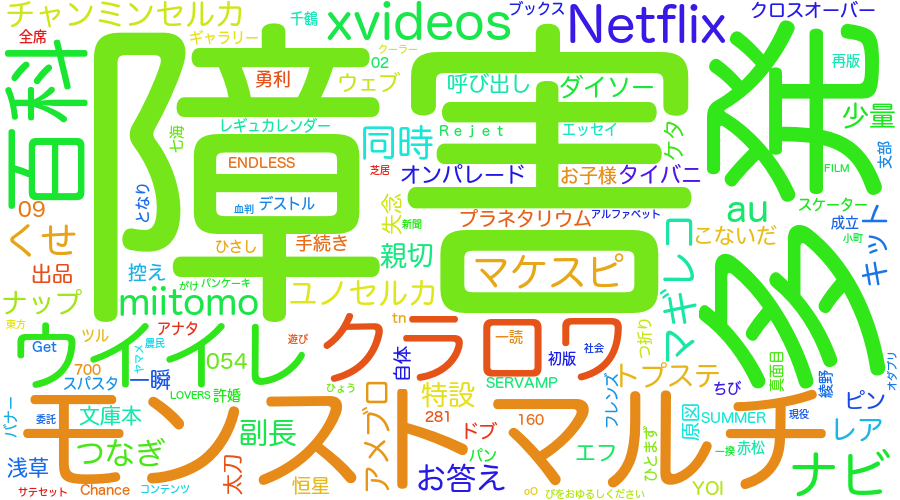 チャンミンセルカ
千鶴
xvideos
ブックス
Netflix
クロスオーバー
全席
ギャラリー
クーラー
02
勇利
ウェブ
呼び出し
ダイソー
再版
百科
障害
発
少量
七海
レギュカレンダー
同時
Rejet
エッセイ
ケタ
支部
ENDLESS
芝居
オンパレード
お子様
タイバニ
FILM
となり
血判
デストル
失念
新聞
プラネタリウム
アルファベット
au
スケーター
09
くせ
ひさし
手続き
親切
マギレコ
こないだ
成立
小町
キット
出品
控え
がけ
パンケーキ
マケスピ
ナップ
miitomo
ユノセルカ
多
東方
ツル
アナタ
tn
ウイイレ
クラロワ
遊び
一読
社会
つ折り
Get
農民
ヤマメ
054
自体
初版
真面目
オダプリ
700
スパスタ
一瞬
LOVERS
許婚
ひょう
特設
SERVAMP
フレンズ
トプステ
ちび
綾野
ピン
バナー
委託
モンストマルチ
文庫本
アメブロ
281
160
原図
SUMMER
現役
レア
つなぎ
副長
ドブ
パン
エフ
ひとまず
一換
赤松
ナビ
浅草
太刀
恒星
お答え
サテセット
Chance
コンテンツ
oO
びをおゆるしください
YOI